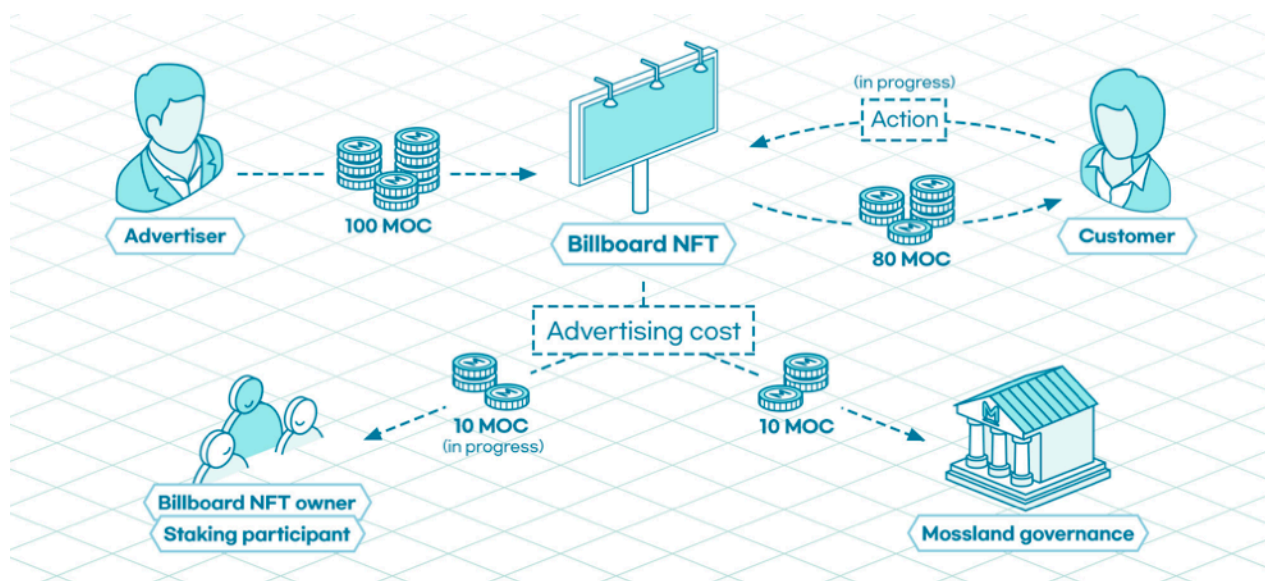 (in progress)
Action
100 MOC
Advertiser
Billboard NFT
80 MOC
Customer
Advertising cost
10 MOC
(in progress)
10 MOC
Billboard NFT owner
Staking participant
Mossland governance